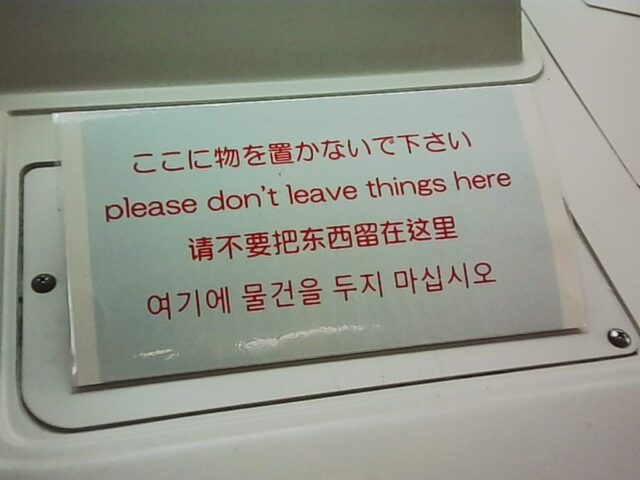 ここに物を置かないで下さい
please don't leave things here
请不要把东西留在这里
여기에 물건을 두지 마십시오